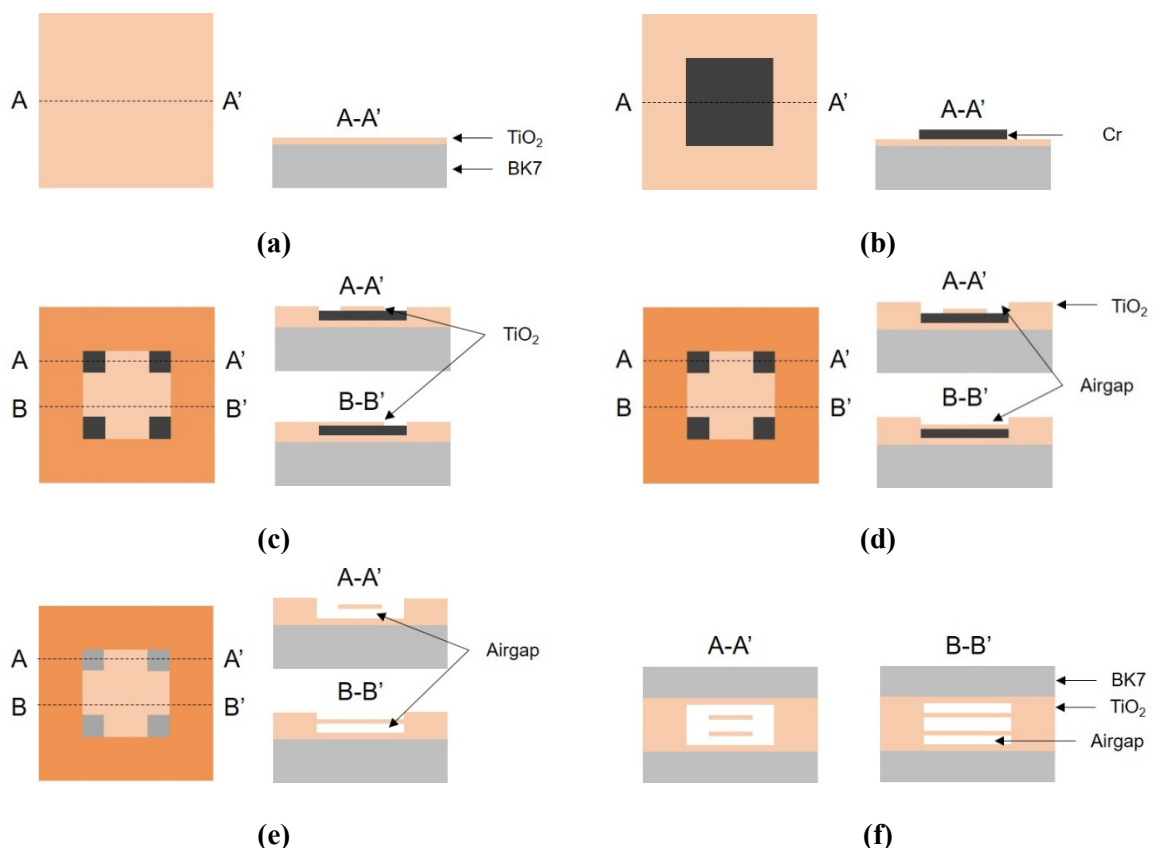 A A’
A-A’
TiO₂
BK7
(a)
A A’
A-A’
Cr
(b)
A A’
B B’
A-A’
TiO₂
B-B’
(c)
A A’
B B’
A-A’
TiO₂
Airgap
B-B’
(d)
A A’
B B’
A-A’
Airgap
B-B’
(e)
A-A’
B-B’
BK7
TiO₂
Airgap
(f)